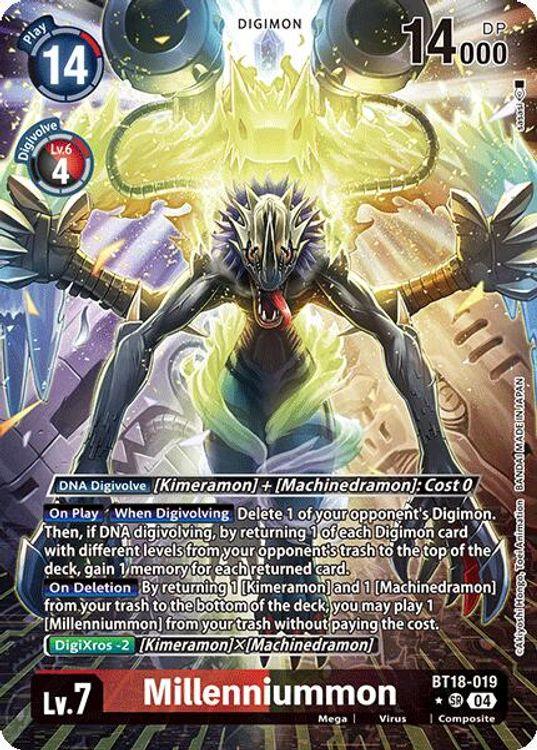 Play
14
DIGIMON
DP
14000
Digivolve
Lv.6
4
sasasi
DNA Digivolve [Kimeramon] + [Machinedramon]: Cost 0
On Play When Digivolving Delete 1 of your opponent's Digimon.
Then, if DNA digivolving, by returning 1 of each Digimon card
with different levels from your opponent's trash to the top of the
deck, gain 1 memory for each returned card.
On Deletion By returning 1 [Kimeramon] and 1 [Machinedramon]
from your trash to the bottom of the deck, you may play 1
[Millenniummon] from your trash without paying the cost.
DigiXros -2 [Kimeramon]×[Machinedramon]
©Akiyoshi Hongo, Toei Animation BANDAI MADE IN JAPAN
Lv.7
Millenniummon
BT18-019
SR 04
Mega | Virus | Composite